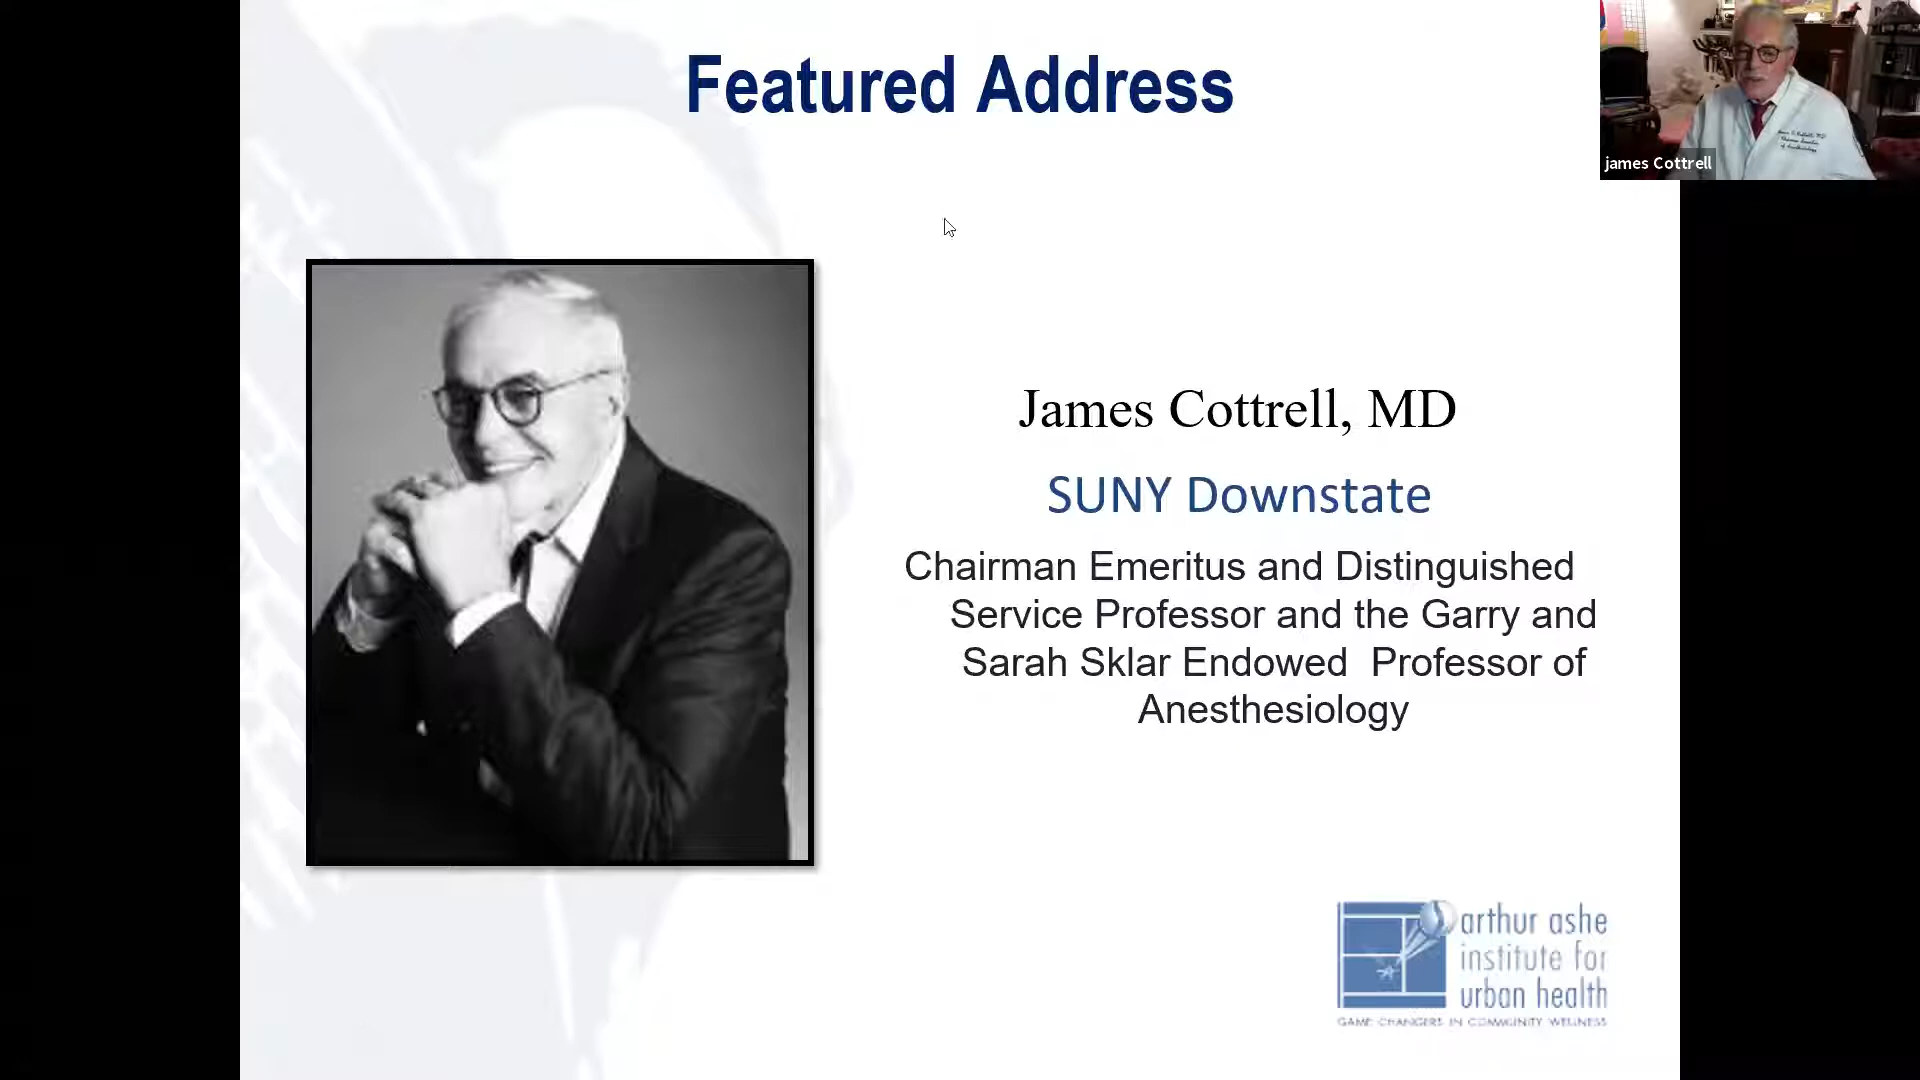 Featured Address
james Cottrell
James Cottrell, MD
SUNY Downstate
Chairman Emeritus and Distinguished
Service Professor and the Garry and
Sarah Sklar Endowed Professor of
Anesthesiology
arthur ashe
institute for
urban health
GAME CHANGERS IN COMMUNITY WELLNESS